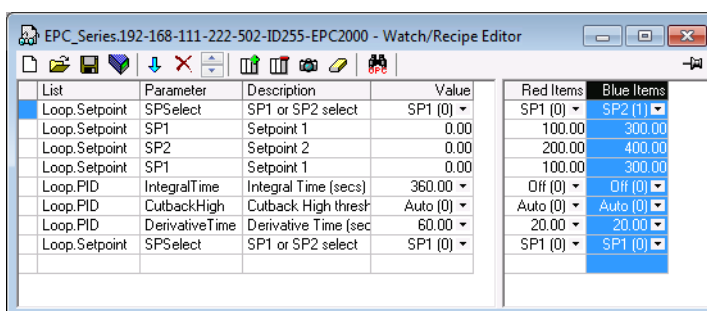 EPC_Series.192-168-111-222-502-ID255-EPC2000 - Watch/Recipe Editor
OPC
List Parameter Description Value Red Items Blue Items
Loop.Setpoint SPSelect SP1 or SP2 select SP1 (0) SP1 (0) SP2 (1)
Loop.Setpoint SP1 Setpoint 1 0.00 100.00 300.00
Loop.Setpoint SP2 Setpoint 2 0.00 200.00 400.00
Loop.Setpoint SP1 Setpoint 1 0.00 100.00 300.00
Loop.PID IntegralTime Integral Time (secs) 360.00 Off (0) Off (0)
Loop.PID CutbackHigh Cutback High thresh Auto (0) Auto (0) Auto (0)
Loop.PID DerivativeTime Derivative Time (sec 60.00 20.00 20.00
Loop.Setpoint SPSelect SP1 or SP2 select SP1 (0) SP1 (0) SP1 (0)